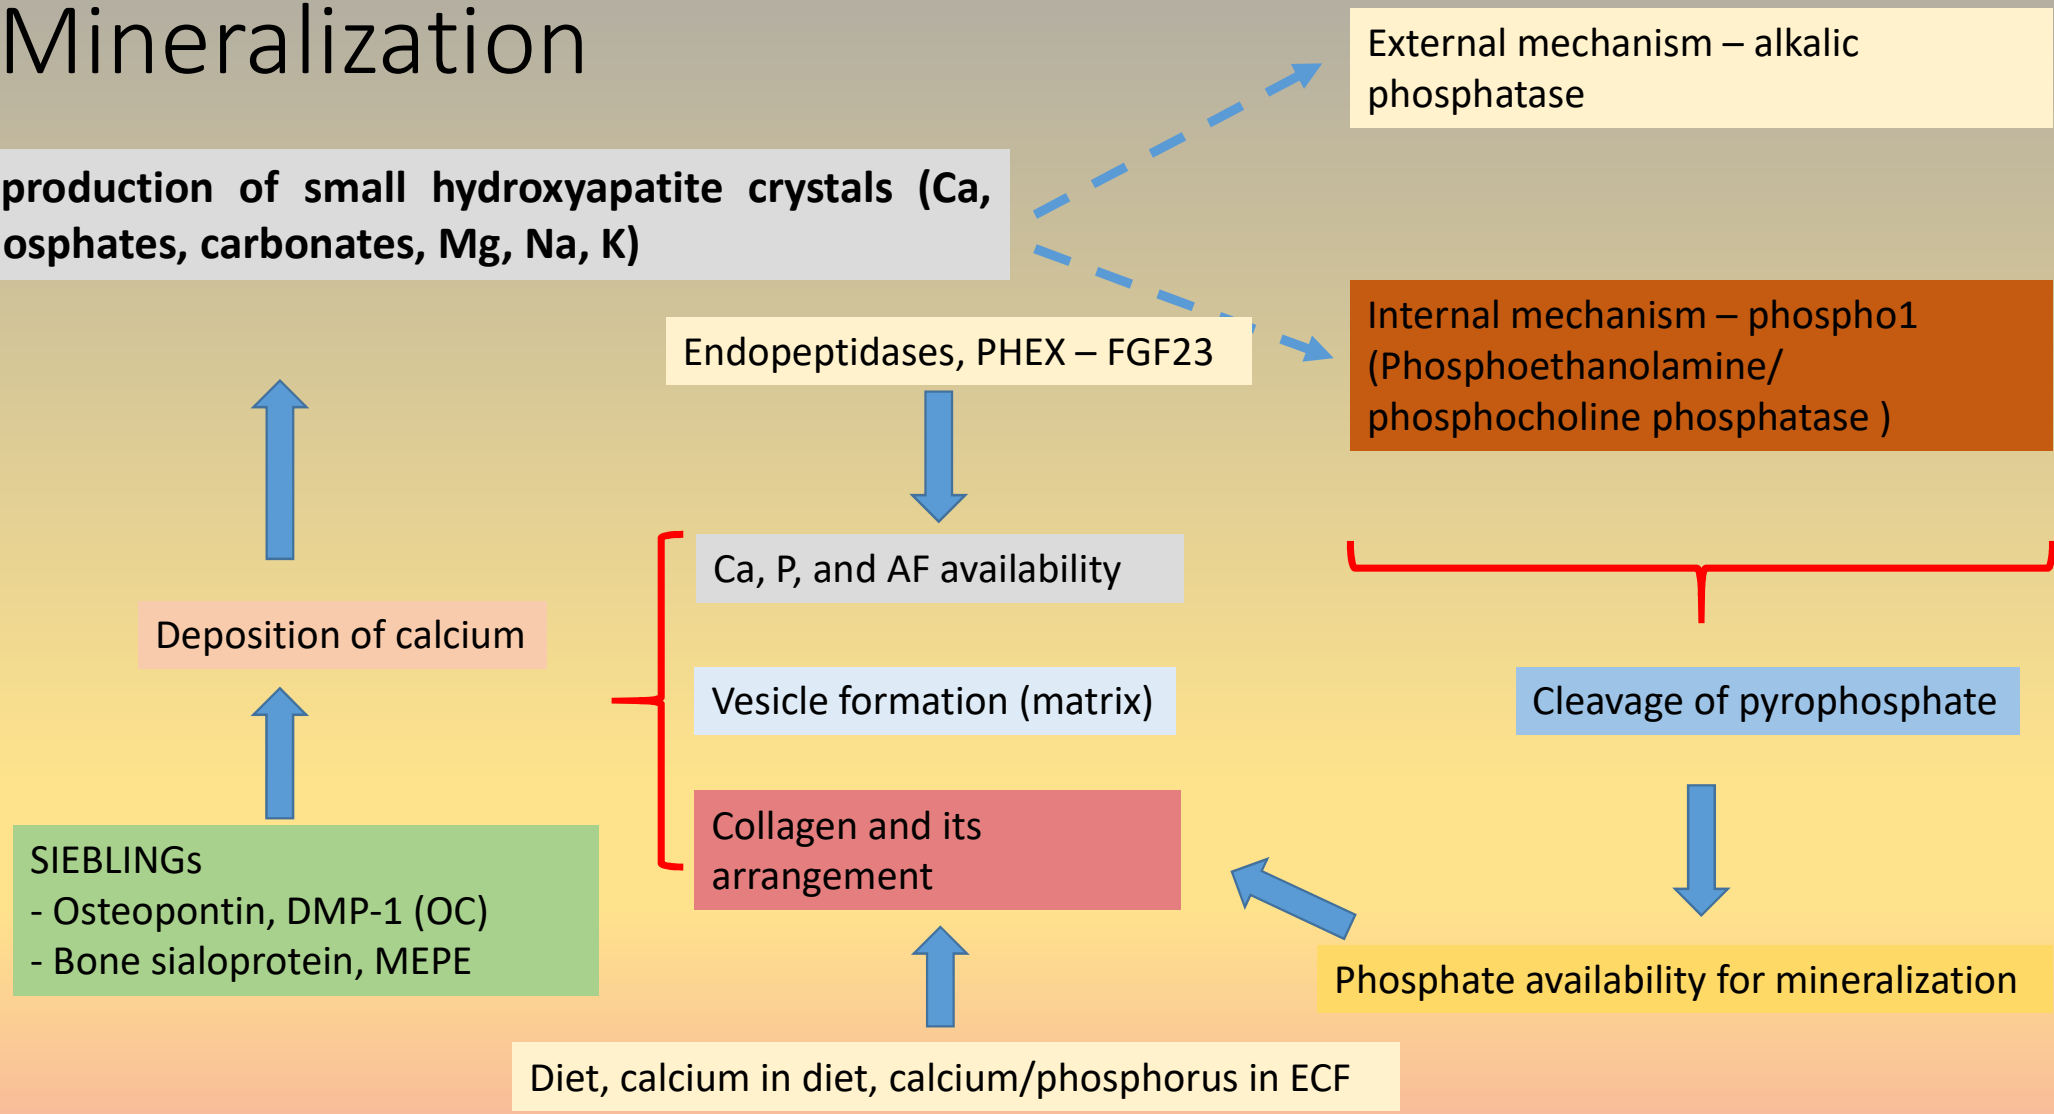 Mineralization
External mechanism – alkalic
phosphatase
production of small hydroxyapatite crystals (Ca,
osphates, carbonates, Mg, Na, K)
Internal mechanism – phospho1
(Phosphoethanolamine/
phosphocholine phosphatase )
Endopeptidases, PHEX – FGF23
Ca, P, and AF availability
Deposition of calcium
Vesicle formation (matrix)
Cleavage of pyrophosphate
Collagen and its
arrangement
SIEBLINGs
- Osteopontin, DMP-1 (OC)
- Bone sialoprotein, MEPE
Phosphate availability for mineralization
Diet, calcium in diet, calcium/phosphorus in ECF